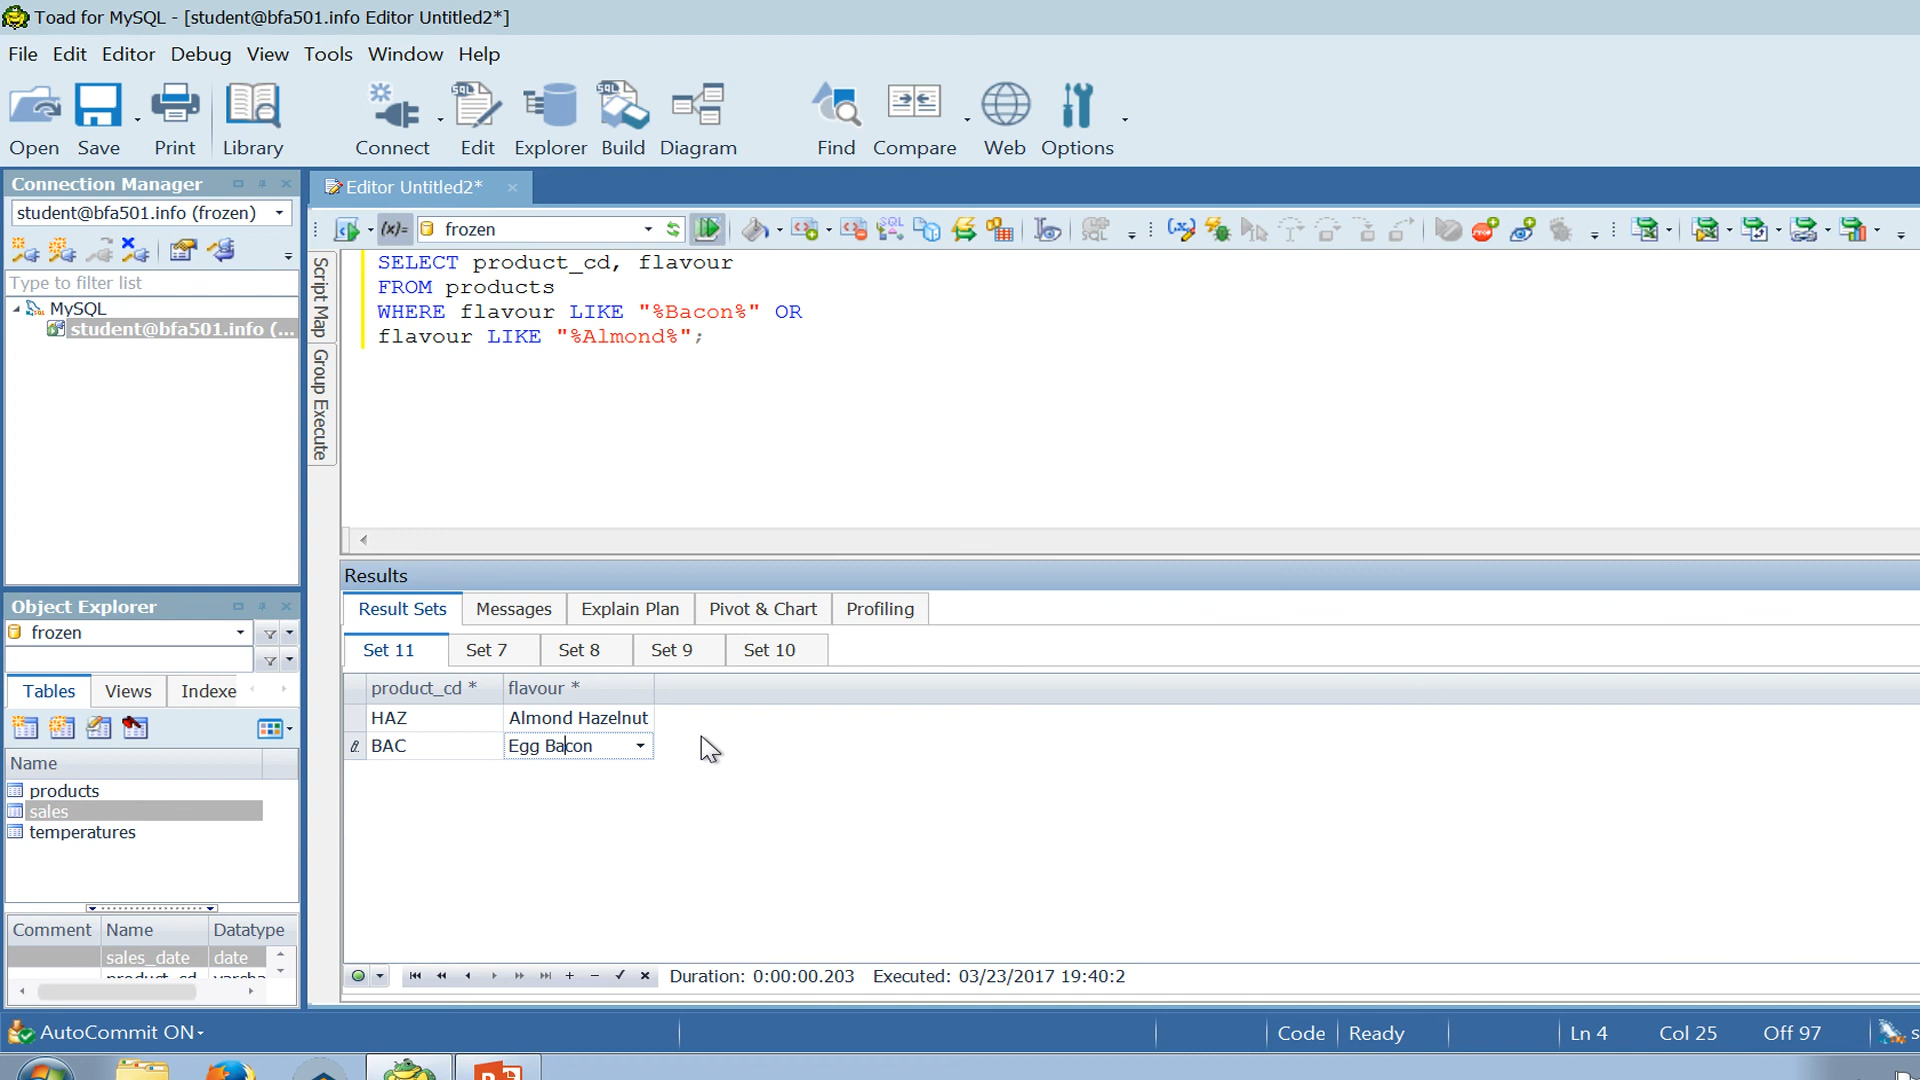 Toad for MySQL - [student@bfa501.info Editor Untitled2*]
File Edit Editor Debug View Tools Window Help
Open Save Print Library Connect Edit Explorer Build Diagram Find Compare Web Options
Connection Manager
student@bfa501.info (frozen)
Type to filter list
MySQL
student@bfa501.info (...
Editor Untitled2*
(x)= frozen
Script Map
Group Execute
SELECT product_cd, flavour
FROM products
WHERE flavour LIKE "%Bacon%" OR
flavour LIKE "%Almond%";
Results
Result Sets Messages Explain Plan Pivot & Chart Profiling
Set 11 Set 7 Set 8 Set 9 Set 10
product_cd * flavour *
HAZ Almond Hazelnut
BAC Egg Bacon
Duration: 0:00:00.203 Executed: 03/23/2017 19:40:2
Object Explorer
frozen
Tables Views Indexe
Name
products
sales
temperatures
Comment Name Datatype
sales_date date
product_cd varcha
AutoCommit ON
Code Ready Ln 4 Col 25 Off 97 s